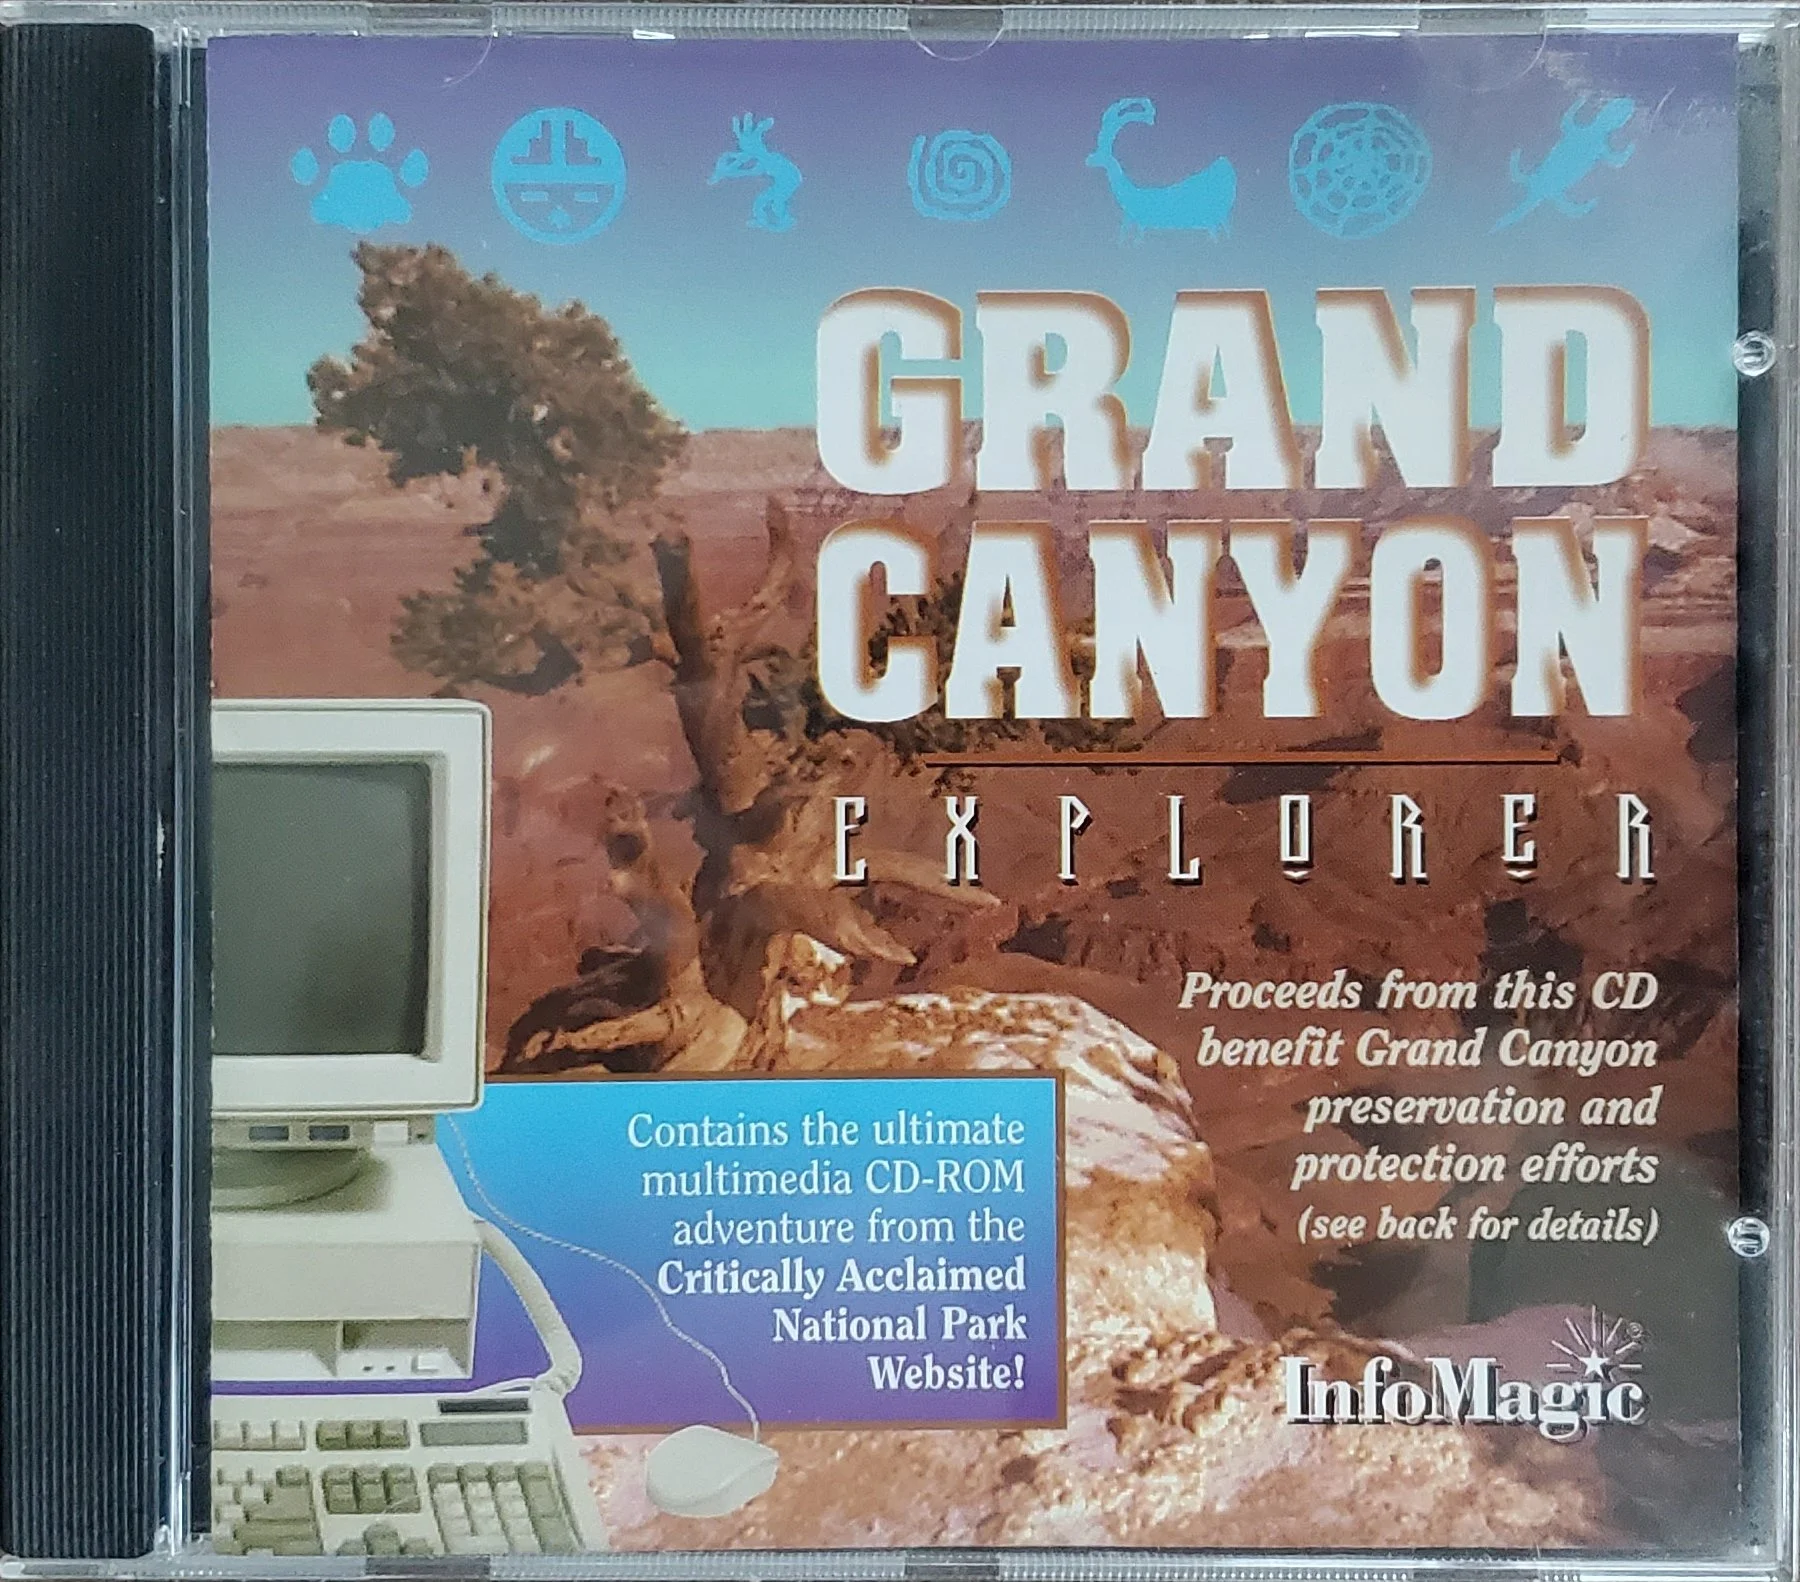 GRAND
CANYON
EXPLORER
Proceeds from this CD
benefit Grand Canyon
preservation and
protection efforts
(see back for details)
Contains the ultimate
multimedia CD-ROM
adventure from the
Critically Acclaimed
National Park
Website!
InfoMagic®